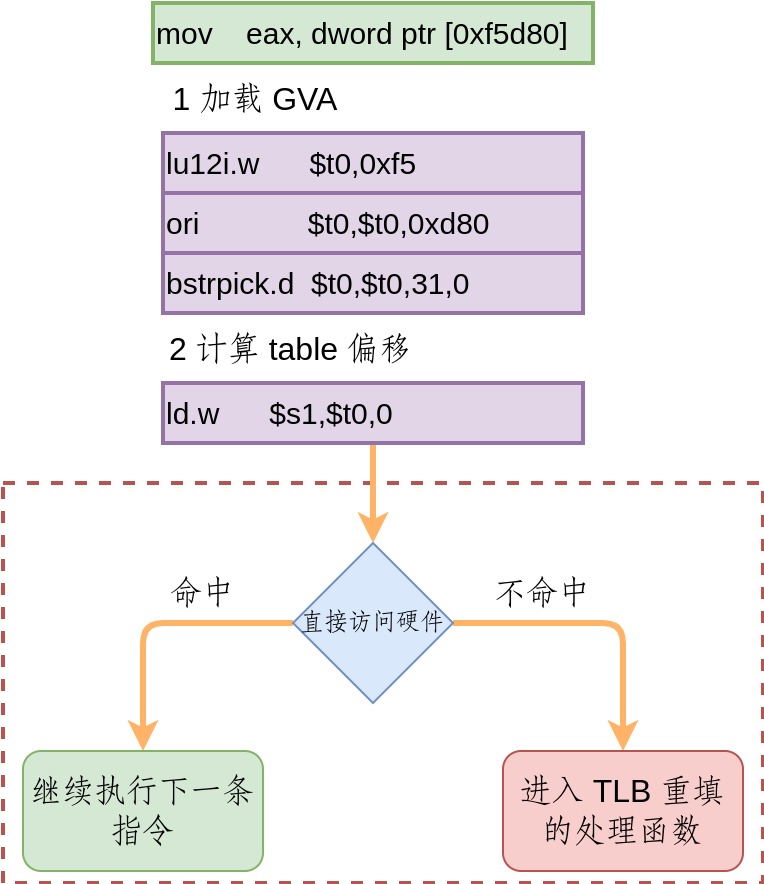 mov    eax, dword ptr [0xf5d80]
1 加载 GVA
lu12i.w      $t0,0xf5
ori             $t0,$t0,0xd80
bstrpick.d  $t0,$t0,31,0
2 计算 table 偏移
ld.w      $s1,$t0,0
命中
不命中
直接访问硬件
继续执行下一条
指令
进入 TLB 重填
的处理函数